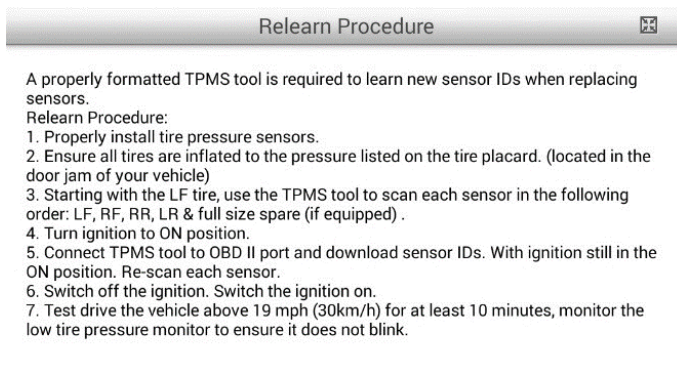 Relearn Procedure
A properly formatted TPMS tool is required to learn new sensor IDs when replacing
sensors.
Relearn Procedure:
1. Properly install tire pressure sensors.
2. Ensure all tires are inflated to the pressure listed on the tire placard. (located in the
door jam of your vehicle)
3. Starting with the LF tire, use the TPMS tool to scan each sensor in the following
order: LF, RF, RR, LR & full size spare (if equipped) .
4. Turn ignition to ON position.
5. Connect TPMS tool to OBD II port and download sensor IDs. With ignition still in the
ON position. Re-scan each sensor.
6. Switch off the ignition. Switch the ignition on.
7. Test drive the vehicle above 19 mph (30km/h) for at least 10 minutes, monitor the
low tire pressure monitor to ensure it does not blink.